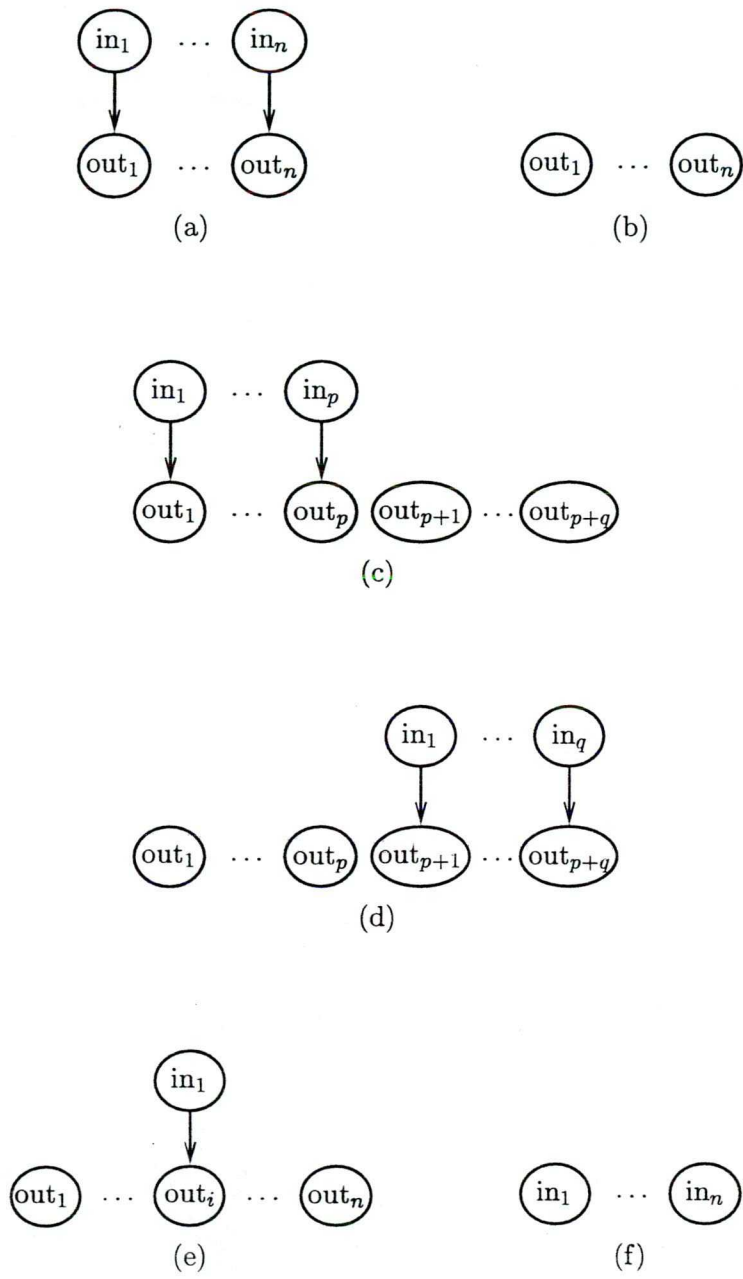 in₁ ... inₙ
out₁ ... outₙ
out₁ ... outₙ
(a)
(b)
in₁ ... inₚ
out₁ ... outₚ outₚ₊₁ ... outₚ₊q
(c)
in₁ ... in_q
out₁ ... outₚ outₚ₊₁ ... outₚ₊q
(d)
in₁
out₁ ... outᵢ ... outₙ
in₁ ... inₙ
(e)
(f)